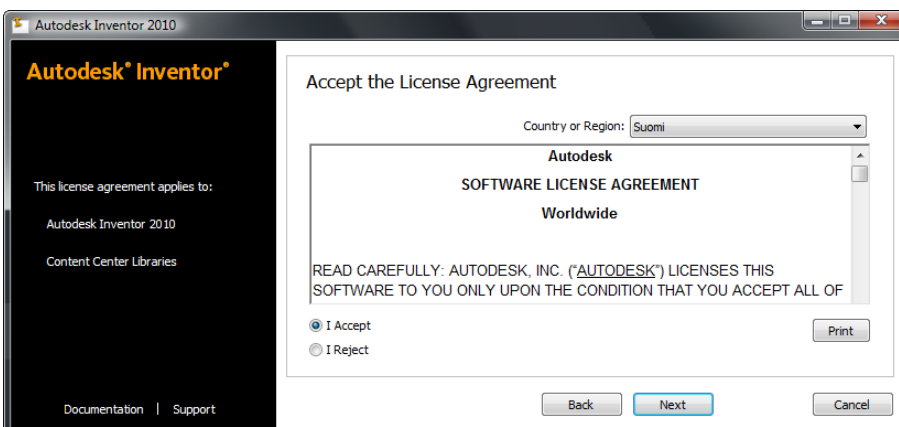 Autodesk Inventor 2010
Autodesk® Inventor®
This license agreement applies to:
Autodesk Inventor 2010
Content Center Libraries
Documentation | Support
Accept the License Agreement
Country or Region: Suomi
Autodesk
SOFTWARE LICENSE AGREEMENT
Worldwide
READ CAREFULLY: AUTODESK, INC. (“AUTODESK”) LICENSES THIS
SOFTWARE TO YOU ONLY UPON THE CONDITION THAT YOU ACCEPT ALL OF
I Accept
I Reject
Print
Back
Next
Cancel